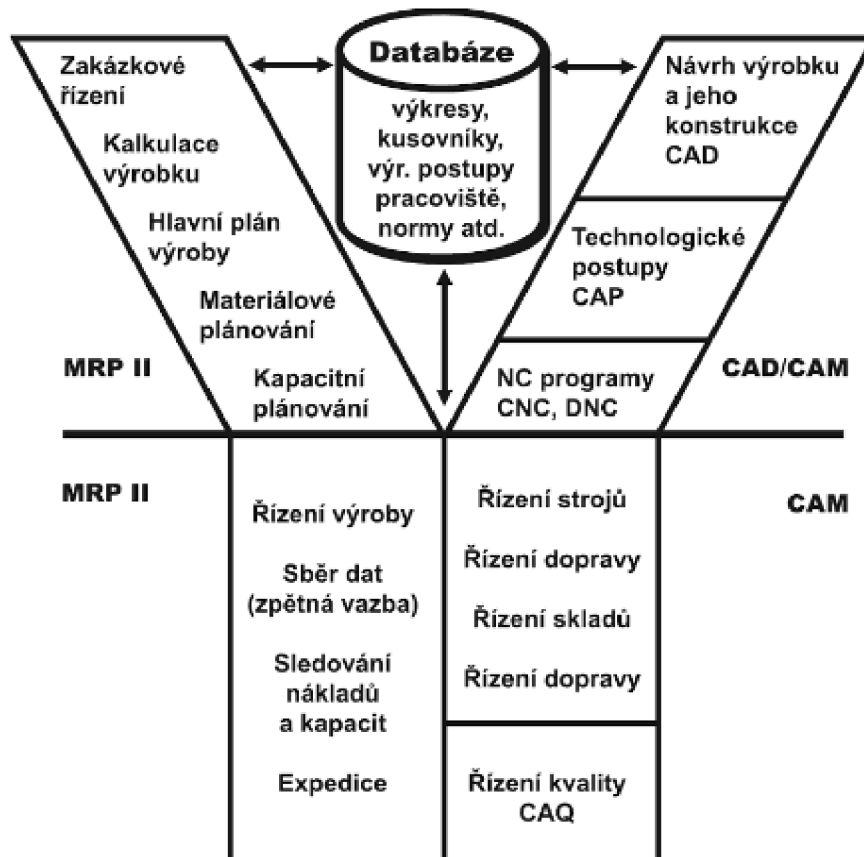 Zakázkové
řízení
Kalkulace
výrobku
Hlavní plán
výroby
Materiálové
plánování
MRP II
Kapacitní
plánování
Databáze
výkresy,
kusovníky,
výr. postupy
pracoviště,
normy atd.
Návrh výrobku
a jeho
konstrukce
CAD
Technologické
postupy
CAP
NC programy
CNC, DNC
CAD/CAM
MRP II
Řízení výroby
Sběr dat
(zpětná vazba)
Sledování
nákladů
a kapacit
Expedice
Řízení strojů
Řízení dopravy
Řízení skladů
Řízení dopravy
Řízení kvality
CAQ
CAM